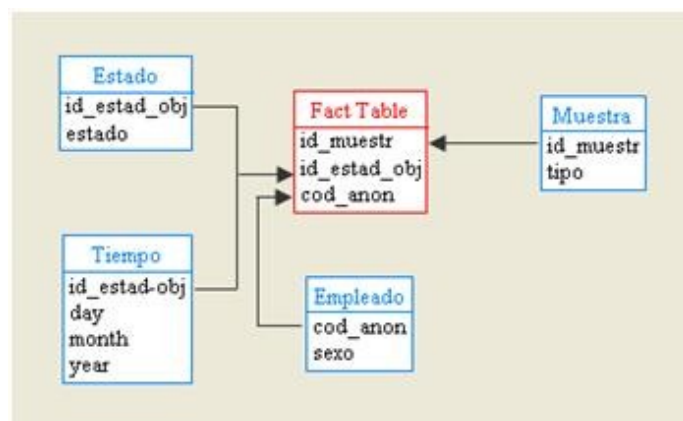 Estado
id_estad_obj
estado
Fact Table
id_muestr
id_estad_obj
cod_anon
Muestra
id_muestr
tipo
Tiempo
id_estad-obj
day
month
year
Empleado
cod_anon
sexo